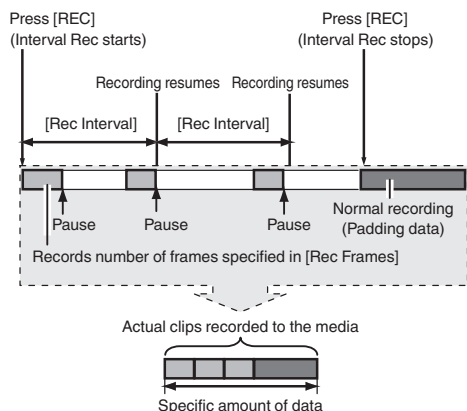 Press [REC]
(Interval Rec starts)
Press [REC]
(Interval Rec stops)
Recording resumes
Recording resumes
[Rec Interval]
[Rec Interval]
Pause
Pause
Pause
Normal recording
(Padding data)
Records number of frames specified in [Rec Frames]
Actual clips recorded to the media
Specific amount of data